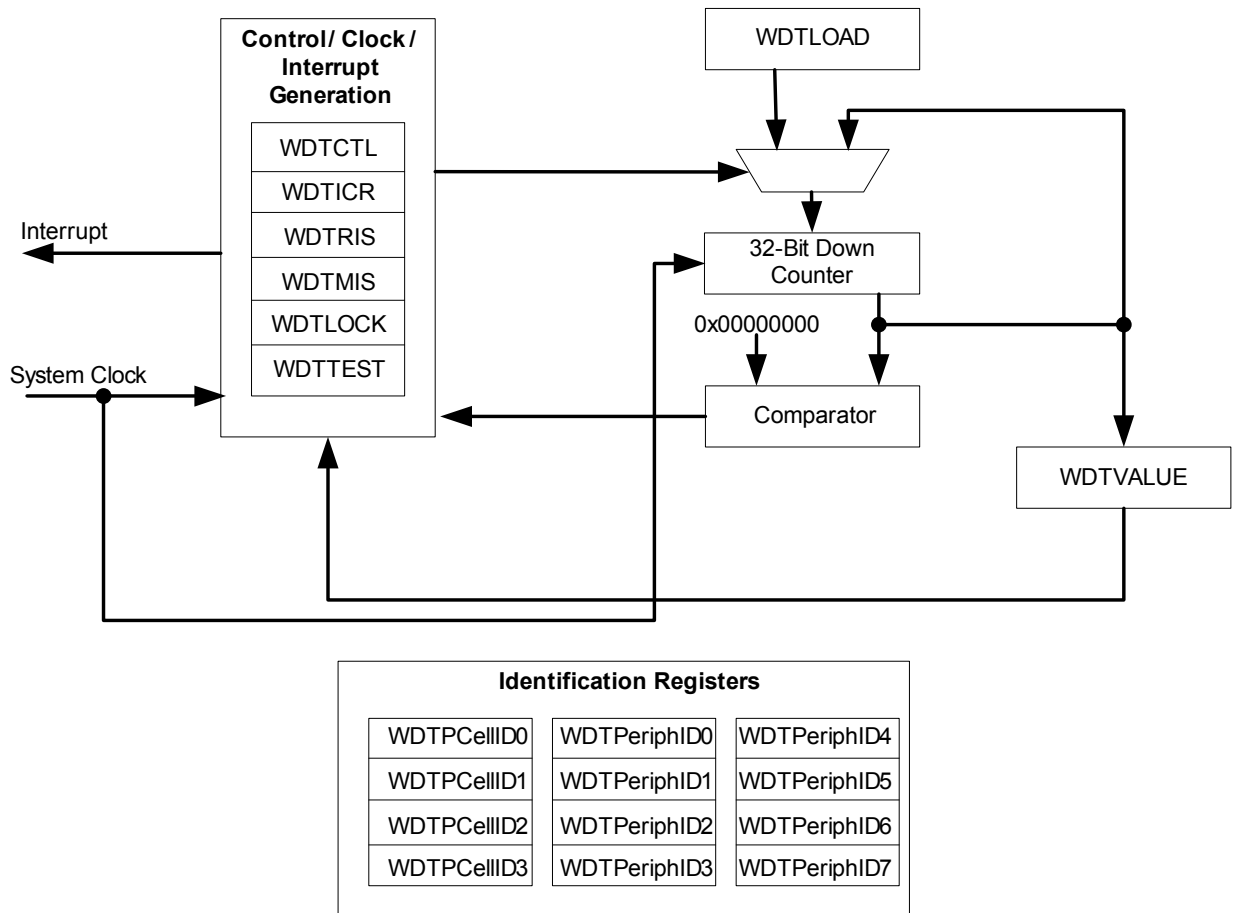 Control/ Clock/
Interrupt
Generation
WDTCTL
WDTICR
WDTRIS
WDTMIS
WDTLOCK
WDTTEST
Interrupt
System Clock
WDTLOAD
32-Bit Down
Counter
0x00000000
Comparator
WDTVALUE
Identification Registers
WDTPCellID0
WDTPCellID1
WDTPCellID2
WDTPCellID3
WDTPeriphID0
WDTPeriphID1
WDTPeriphID2
WDTPeriphID3
WDTPeriphID4
WDTPeriphID5
WDTPeriphID6
WDTPeriphID7